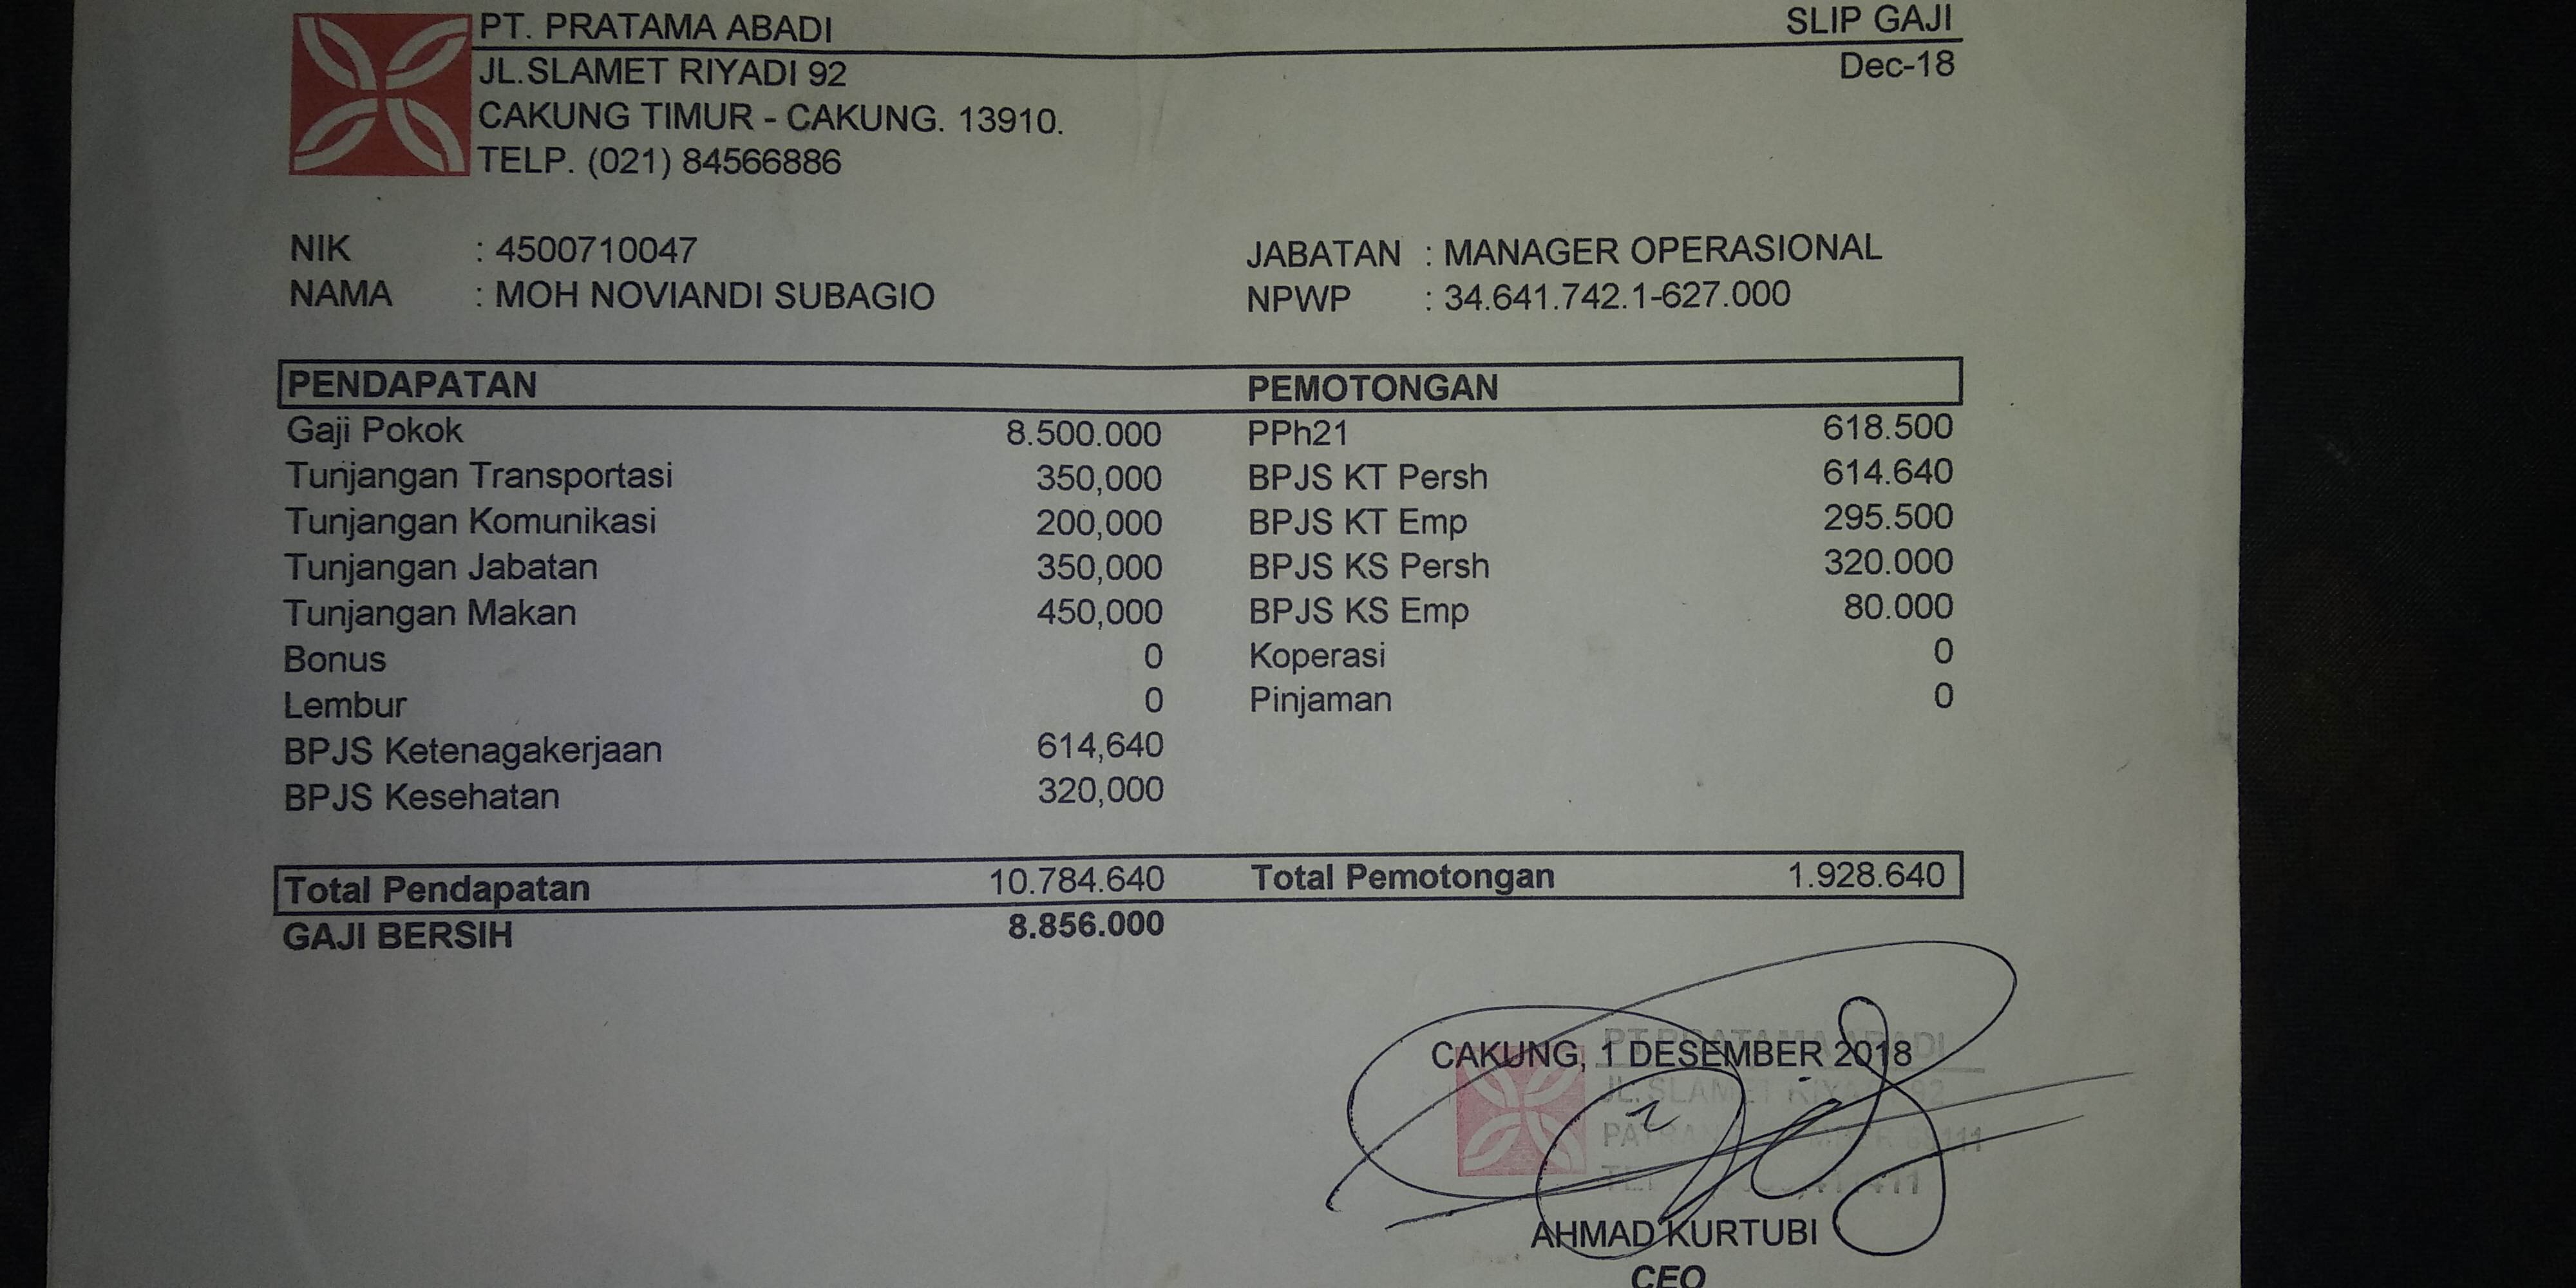 PT. PRATAMA ABADI SLIP GAJI
JL.SLAMET RIYADI 92 Dec-18
CAKUNG TIMUR - CAKUNG. 13910.
TELP. (021) 84566886
NIK : 4500710047 JABATAN : MANAGER OPERASIONAL
NAMA : MOH NOVIANDI SUBAGIO NPWP : 34.641.742.1-627.000
PENDAPATAN PEMOTONGAN
Gaji Pokok 8.500.000 PPh21 618.500
Tunjangan Transportasi 350,000 BPJS KT Persh 614.640
Tunjangan Komunikasi 200,000 BPJS KT Emp 295.500
Tunjangan Jabatan 350,000 BPJS KS Persh 320.000
Tunjangan Makan 450,000 BPJS KS Emp 80.000
Bonus 0 Koperasi 0
Lembur 0 Pinjaman 0
BPJS Ketenagakerjaan 614,640
BPJS Kesehatan 320,000
Total Pendapatan 10.784.640 Total Pemotongan 1.928.640
GAJI BERSIH 8.856.000
PT.PRATAMA ABADI
CAKUNG, 1 DESEMBER 2018
JL.SLAMET RIYADI 92
AHMAD KURTUBI
CEO